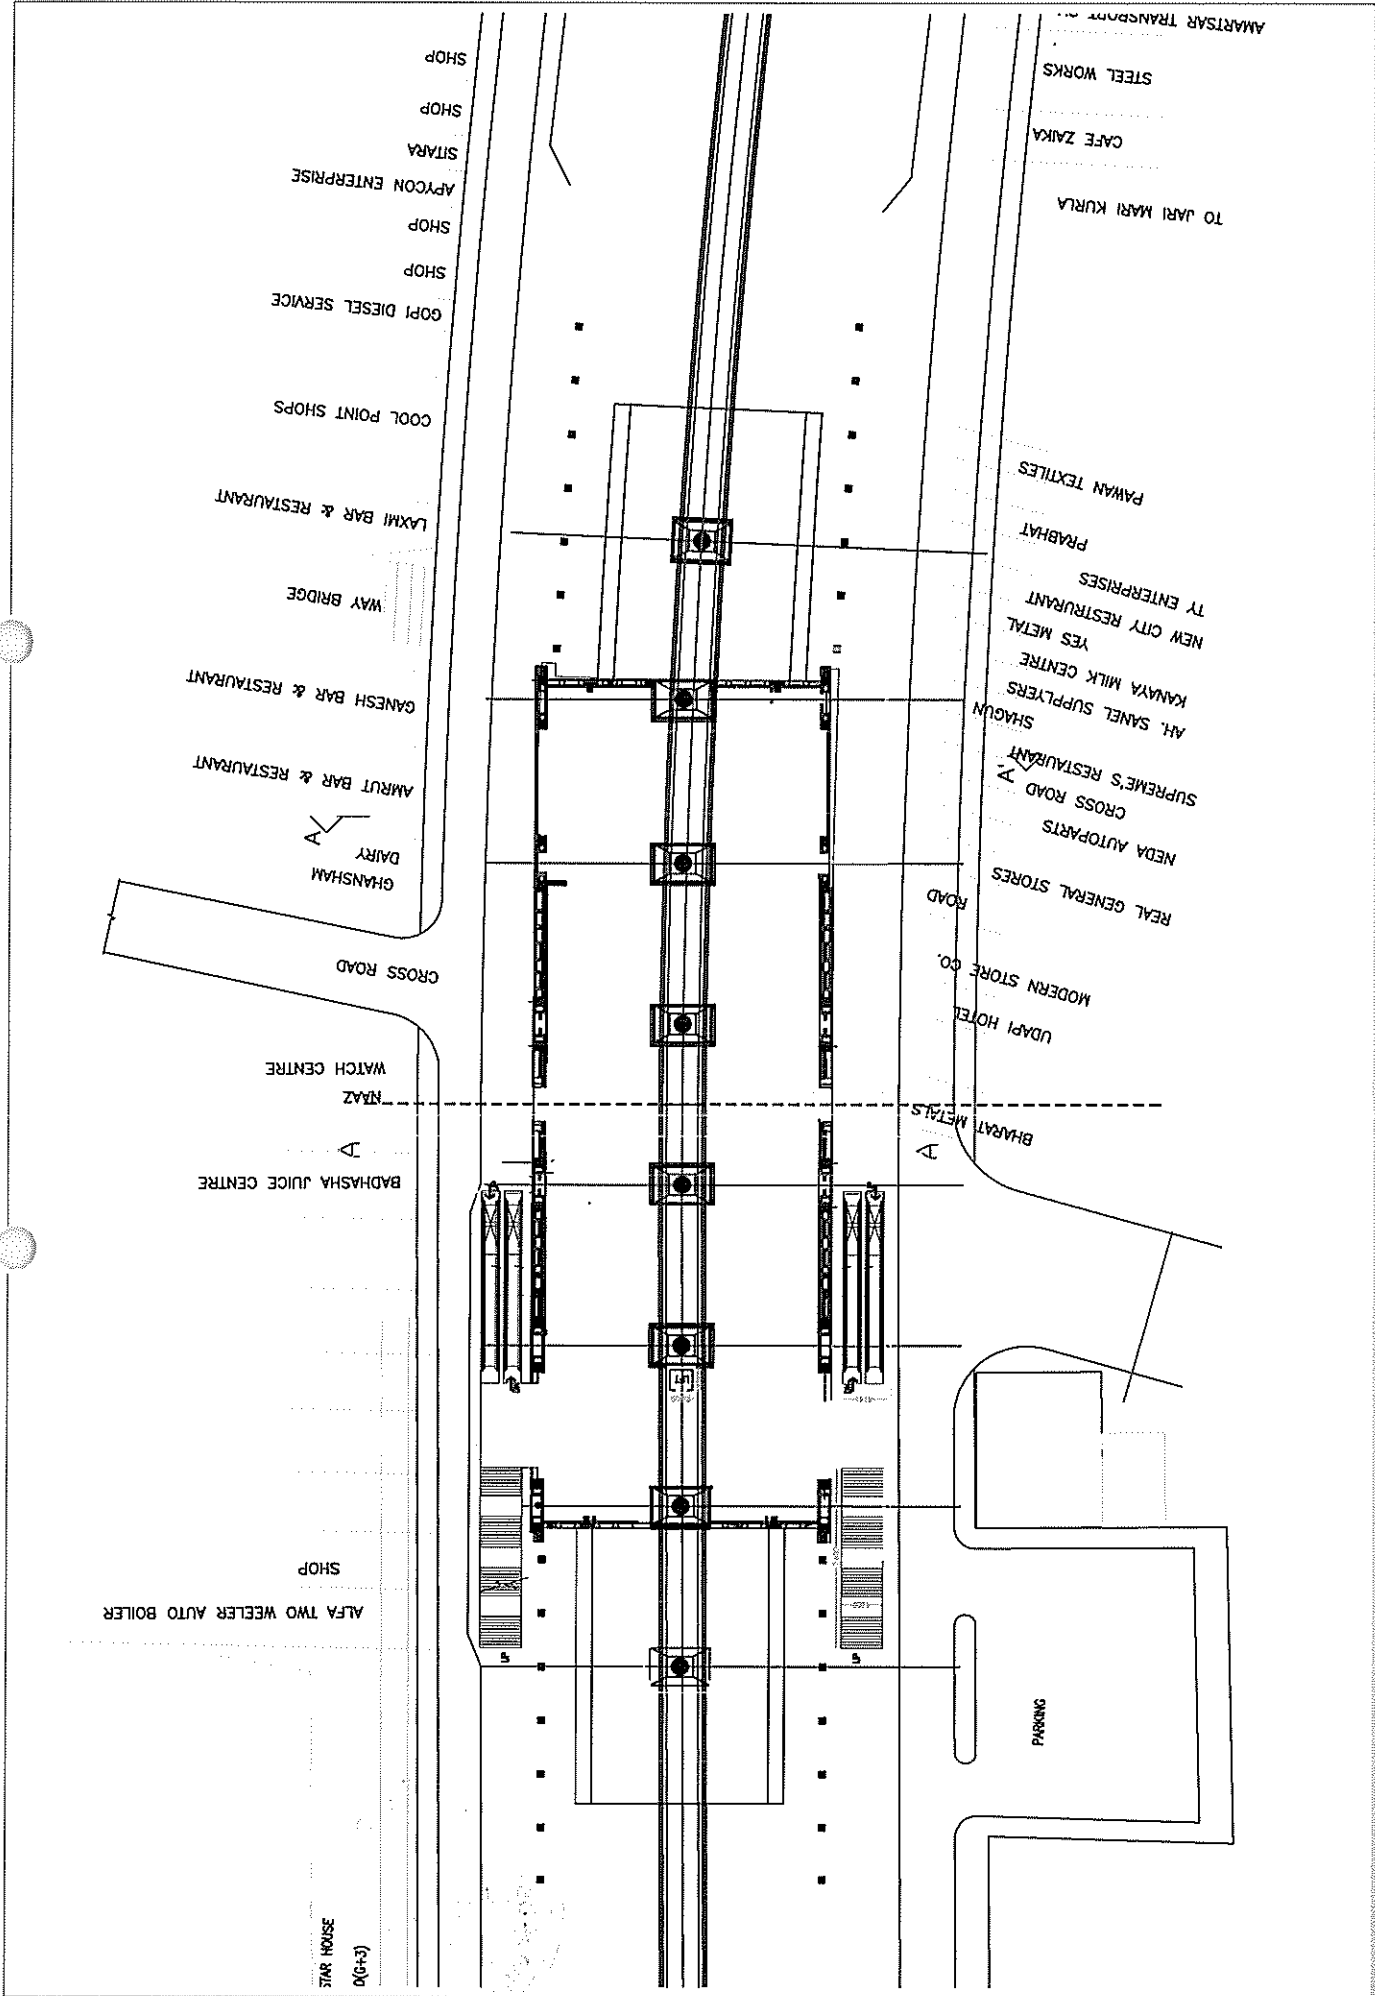 SHOP
SHOP
SITARA
APYCON ENTERPRISE
SHOP
SHOP
GOPI DIESEL SERVICE
COOL POINT SHOPS
LAXMI BAR & RESTAURANT
WAY BRIDGE
GANESH BAR & RESTAURANT
AMRUT BAR & RESTAURANT
A'
GHANSHAM
DAIRY
CROSS ROAD
WATCH CENTRE
NAAZ
A
BADHASHA JUICE CENTRE
SHOP
ALFA TWO WEELER AUTO BOILER
STAR HOUSE
D(G+3)
AMARTSAR TRANSPORT
STEEL WORKS
CAFE ZAIKA
TO JARI MARI KURLA
PAWAN TEXTILES
PRABHAT
TY ENTERPRISES
NEW CITY RESTRURANT
YES METAL
KANAYA MILK CENTRE
AH. SANEL SUPPLYERS
SHAGUN
SUPREME'S RESTAURANT
A'
CROSS ROAD
NEDA AUTOPARTS
REAL GENERAL STORES
ROAD
MODERN STORE CO.
UDAPI HOTEL
BHARAT METALS
A
LIFT
UP
UP
PARKING